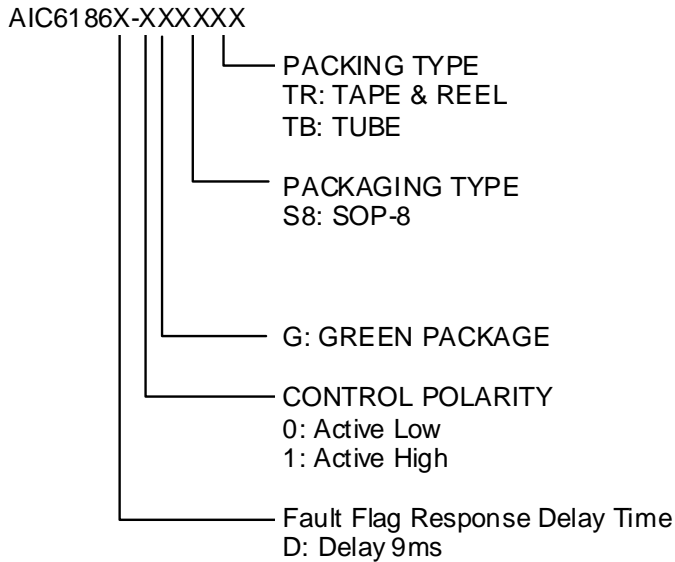 AIC6186X-XXXXXX
PACKING TYPE
TR: TAPE & REEL
TB: TUBE
PACKAGING TYPE
S8: SOP-8
G: GREEN PACKAGE
CONTROL POLARITY
0: Active Low
1: Active High
Fault Flag Response Delay Time
D: Delay 9ms